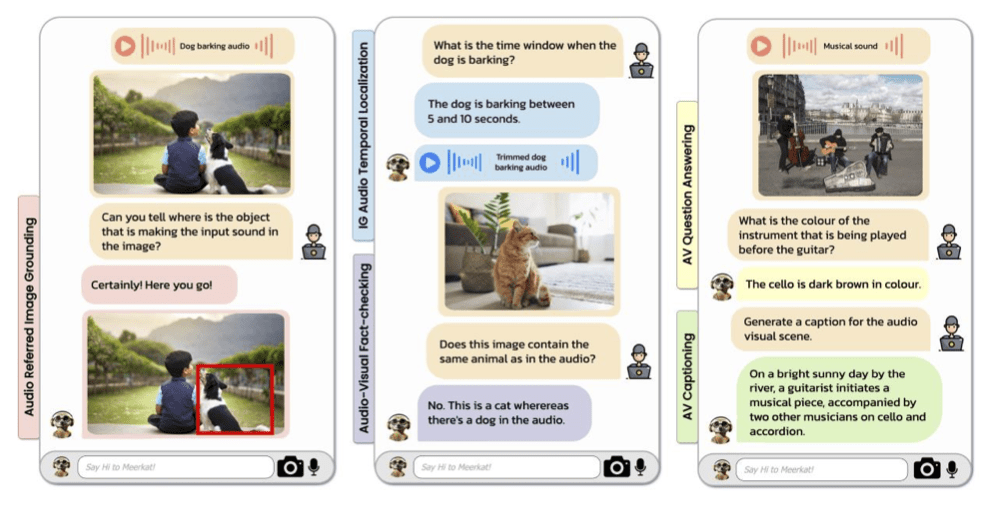 Dog barking audio
Can you tell where is the object
that is making the input sound in
the image?
Certainly! Here you go!
Audio Referred Image Grounding
Say Hi to Meerkat!
What is the time window when the
dog is barking?
The dog is barking between
5 and 10 seconds.
Trimmed dog
barking audio
IG Audio Temporal Localization
Does this image contain the
same animal as in the audio?
No. This is a cat wherereas
there's a dog in the audio.
Audio-Visual Fact-checking
Say Hi to Meerkat!
Musical sound
What is the colour of the
instrument that is being played
before the guitar?
The cello is dark brown in colour.
AV Question Answering
Generate a caption for the audio
visual scene.
On a bright sunny day by the
river, a guitarist initiates a
musical piece, accompanied by
two other musicians on cello and
accordion.
AV Captioning
Say Hi to Meerkat!